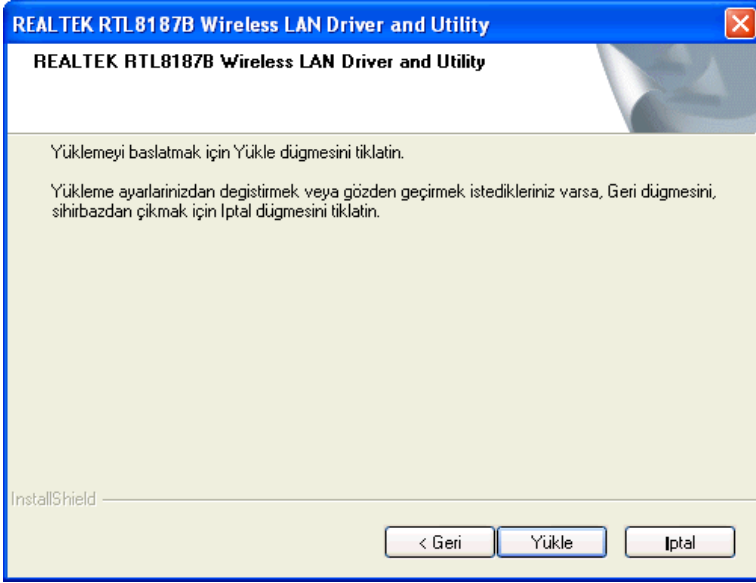 REALTEK RTL8187B Wireless LAN Driver and Utility
REALTEK RTL8187B Wireless LAN Driver and Utility
Yüklemeyi baslatmak için Yükle dügmesini tiklatin.
Yükleme ayarlarinizdan degistirmek veya gözden geçirmek istedikleriniz varsa, Geri dügmesini,
sihirbazdan çikmak için Iptal dügmesini tiklatin.
InstallShield
< Geri Yükle Iptal